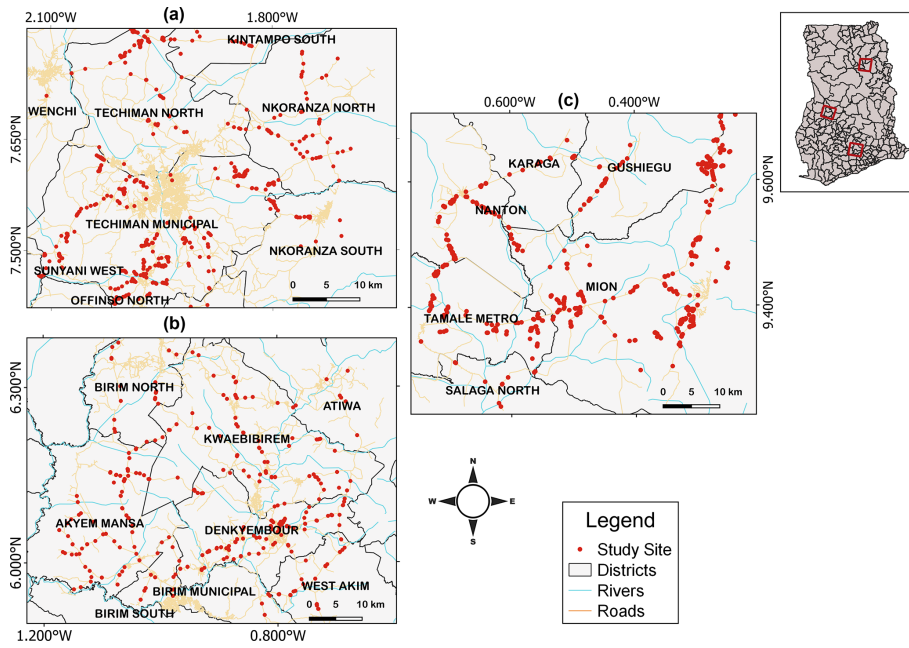 (a)
2.100°W
1.800°W
KINTAMPO SOUTH
WENCHI
TECHIMAN NORTH
NKORANZA NORTH
7.650°N
TECHIMAN MUNICIPAL
NKORANZA SOUTH
7.500°N
SUNYANI WEST
OFFINSO NORTH
0 5 10 km
(b)
6.300°N
BIRIM NORTH
ATIWA
KWAEBIBIREM
AKYEM MANSA
DENKYEMBOUR
6.000°N
WEST AKIM
BIRIM MUNICIPAL
BIRIM SOUTH
0 5 10 km
1.200°W
0.800°W
(c)
0.600°W
0.400°W
KARAGA
GUSHIEGU
9.600°N
NANTON
MION
TAMALE METRO
9.400°N
SALAGA NORTH
0 5 10 km
N
W
E
S
Legend
Study Site
Districts
Rivers
Roads